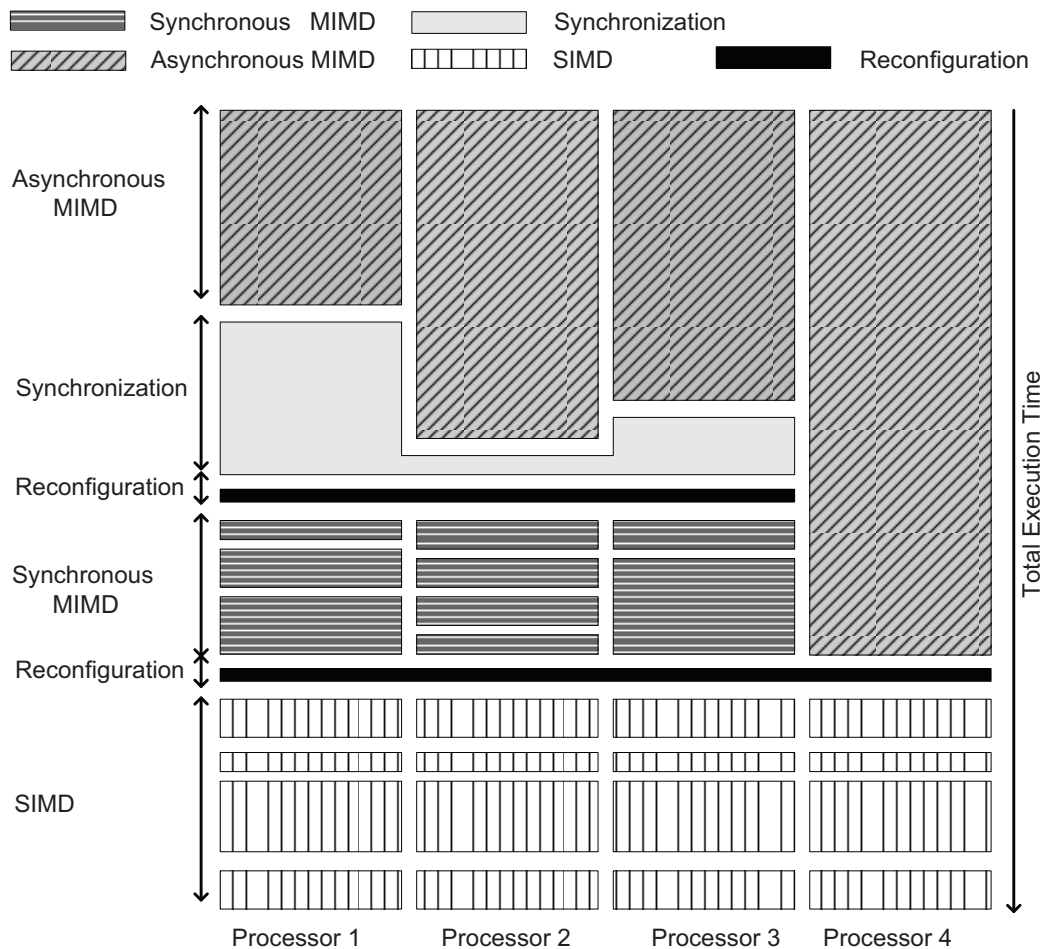 Synchronous MIMD Synchronization
Asynchronous MIMD SIMD Reconfiguration
Asynchronous
MIMD
Synchronization
Reconfiguration
Synchronous
MIMD
Reconfiguration
SIMD
Total Execution Time
Processor 1 Processor 2 Processor 3 Processor 4